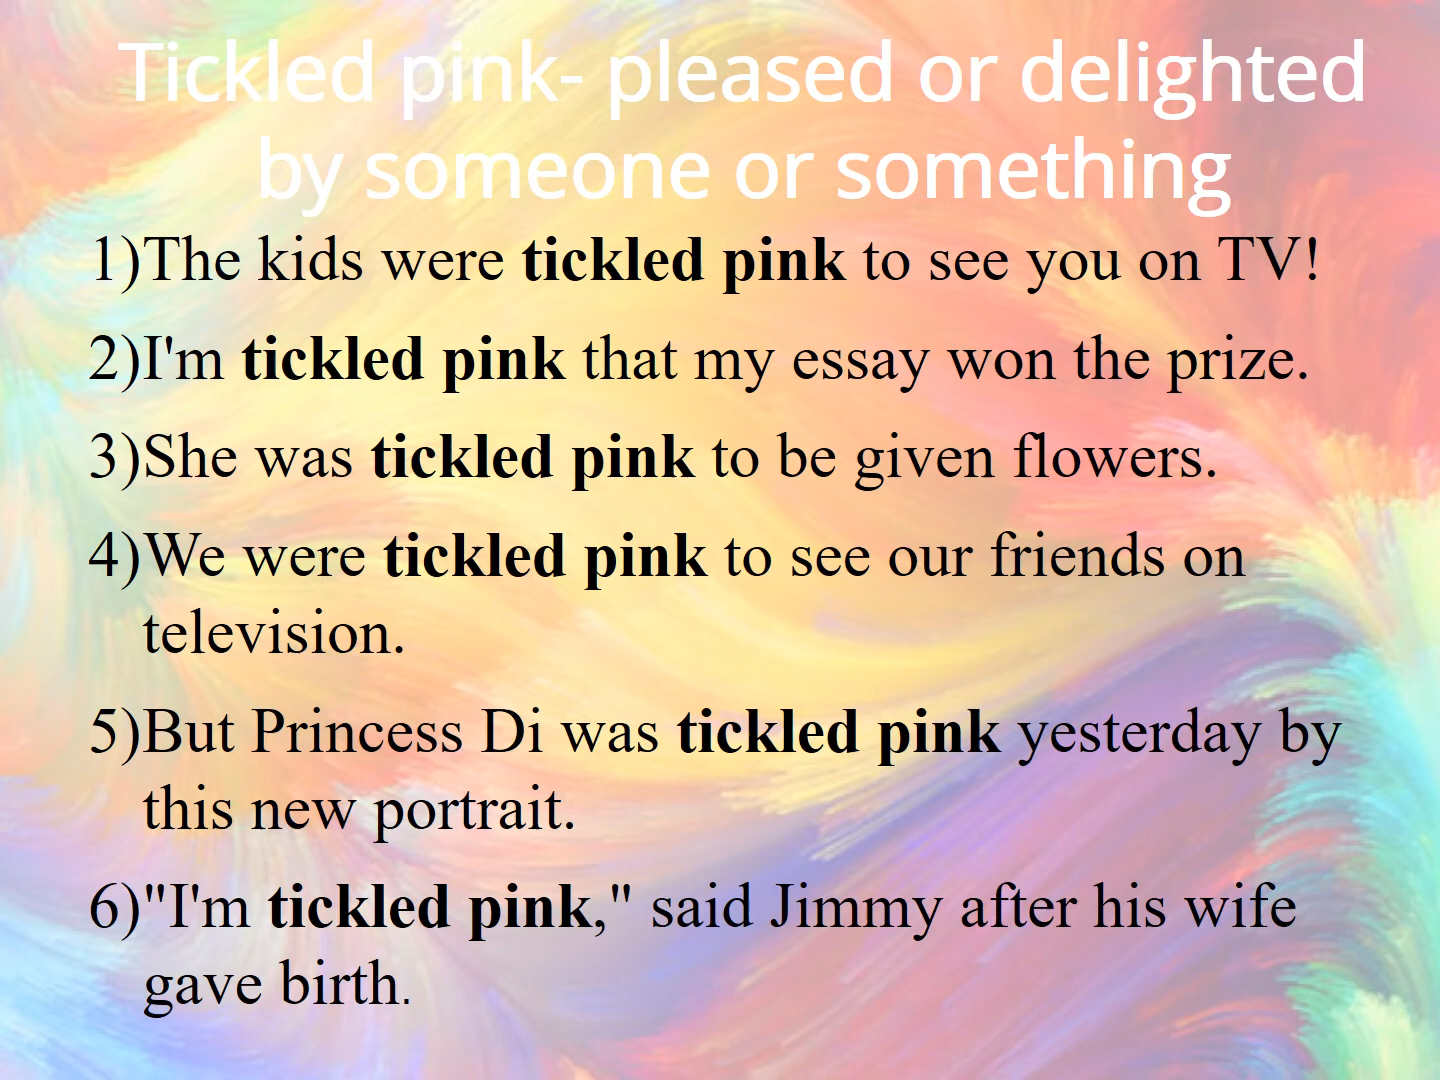 Tickled pink- pleased or delighted
by someone or something
1)The kids were tickled pink to see you on TV!
2)I'm tickled pink that my essay won the prize.
3)She was tickled pink to be given flowers.
4)We were tickled pink to see our friends on
television.
5)But Princess Di was tickled pink yesterday by
this new portrait.
6)"I'm tickled pink," said Jimmy after his wife
gave birth.